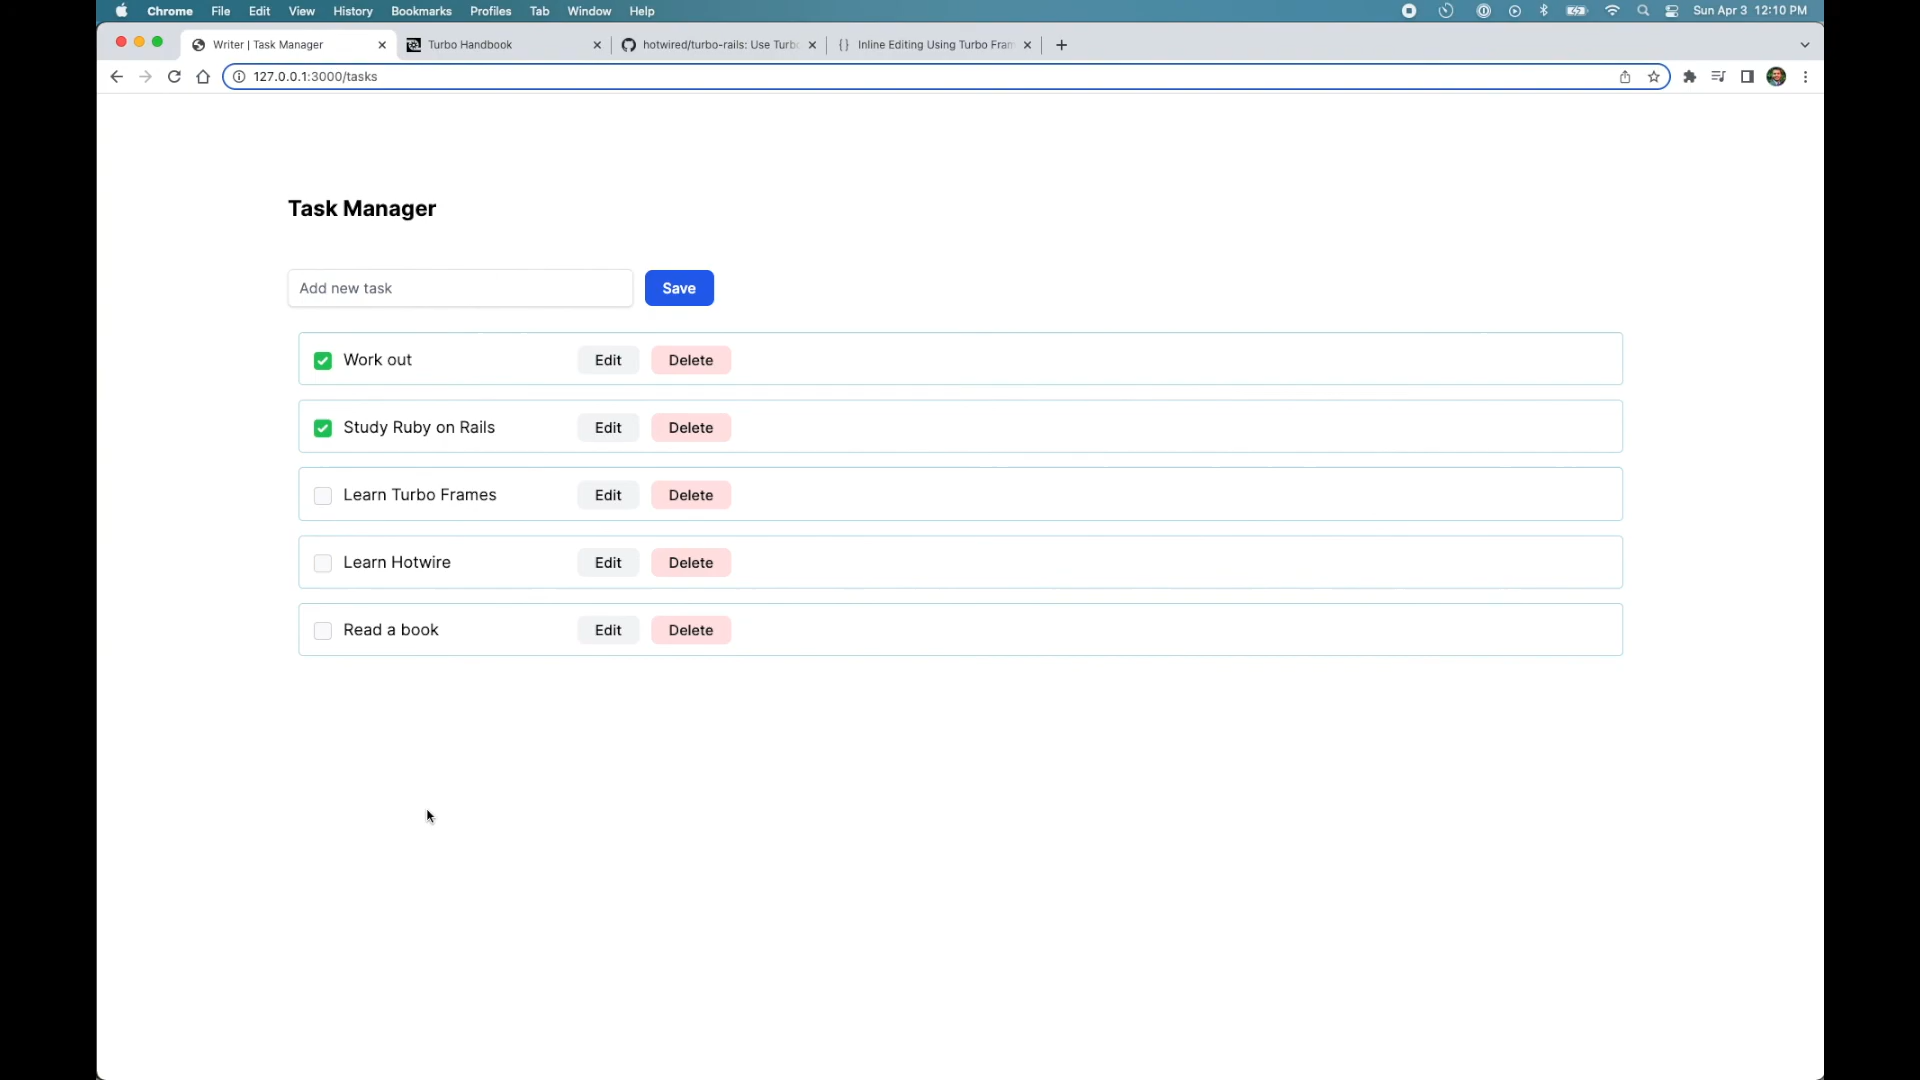 Chrome File Edit View History Bookmarks Profiles Tab Window Help Sun Apr 3 12:10 PM
Writer | Task Manager Turbo Handbook hotwired/turbo-rails: Use Turbo Inline Editing Using Turbo Fram
127.0.0.1:3000/tasks
Task Manager
Add new task Save
Work out Edit Delete
Study Ruby on Rails Edit Delete
Learn Turbo Frames Edit Delete
Learn Hotwire Edit Delete
Read a book Edit Delete